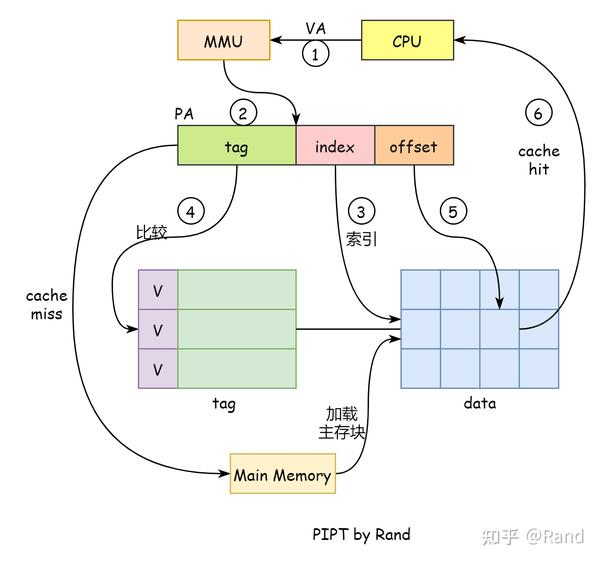 VA
MMU
CPU
1
PA
2
6
tag
index
offset
cache
hit
4
3
5
比较
索引
cache
miss
V
V
V
tag
data
加载
主存块
Main Memory
PIPT by Rand
知乎 @Rand